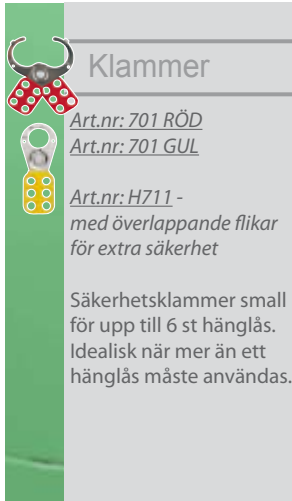 Klammer
Art.nr: 701 RÖD
Art.nr: 701 GUL
Art.nr: H711 -
med överlappande flikar
för extra säkerhet
Säkerhetsklammer small
för upp till 6 st hänglås.
Idealisk när mer än ett
hänglås måste användas.